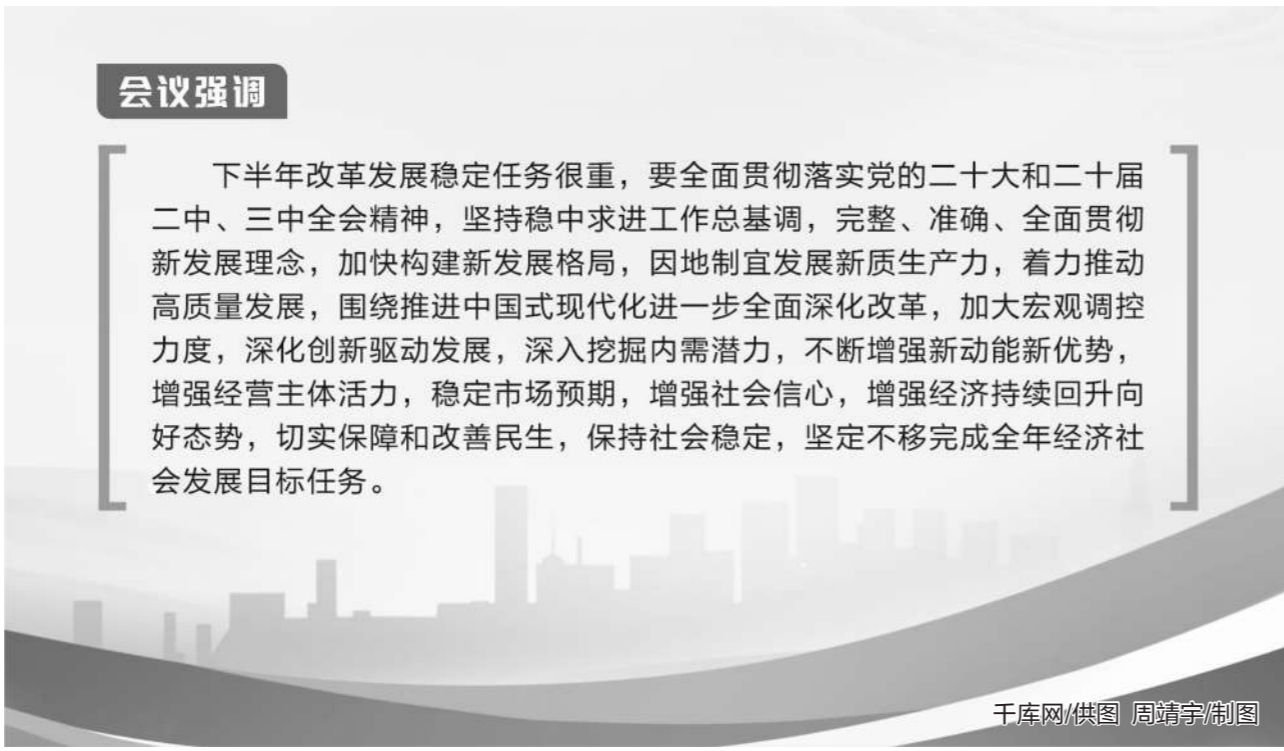 会议强调
下半年改革发展稳定任务很重，要全面贯彻落实党的二十大和二十届
二中、三中全会精神，坚持稳中求进工作总基调，完整、准确、全面贯彻
新发展理念，加快构建新发展格局，因地制宜发展新质生产力，着力推动
高质量发展，围绕推进中国式现代化进一步全面深化改革，加大宏观调控
力度，深化创新驱动发展，深入挖掘内需潜力，不断增强新动能新优势，
增强经营主体活力，稳定市场预期，增强社会信心，增强经济持续回升向
好态势，切实保障和改善民生，保持社会稳定，坚定不移完成全年经济社
会发展目标任务。
千库网/供图 周靖宇/制图